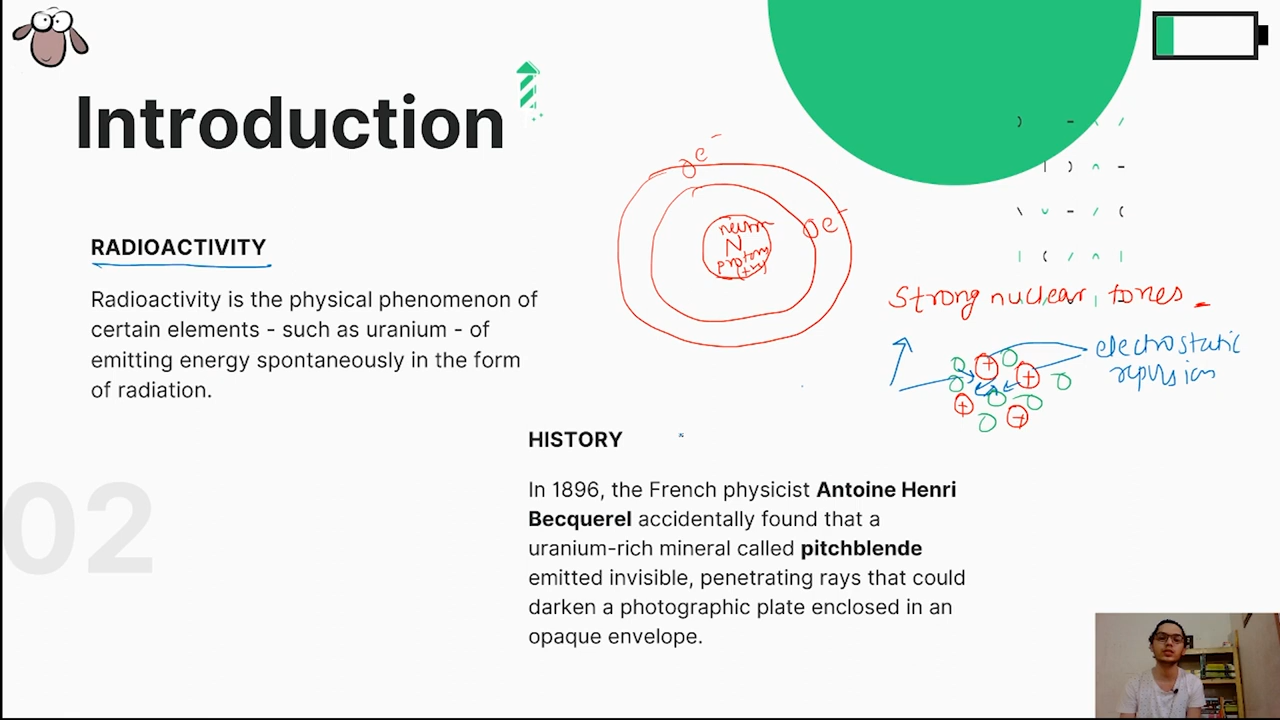 Introduction
RADIOACTIVITY
Radioactivity is the physical phenomenon of
certain elements - such as uranium - of
emitting energy spontaneously in the form
of radiation.
02
HISTORY
In 1896, the French physicist Antoine Henri
Becquerel accidentally found that a
uranium-rich mineral called pitchblende
emitted invisible, penetrating rays that could
darken a photographic plate enclosed in an
opaque envelope.
e-
e-
N
proton
Strong nuclear
electrostatic
repulsion
+
+
+
+